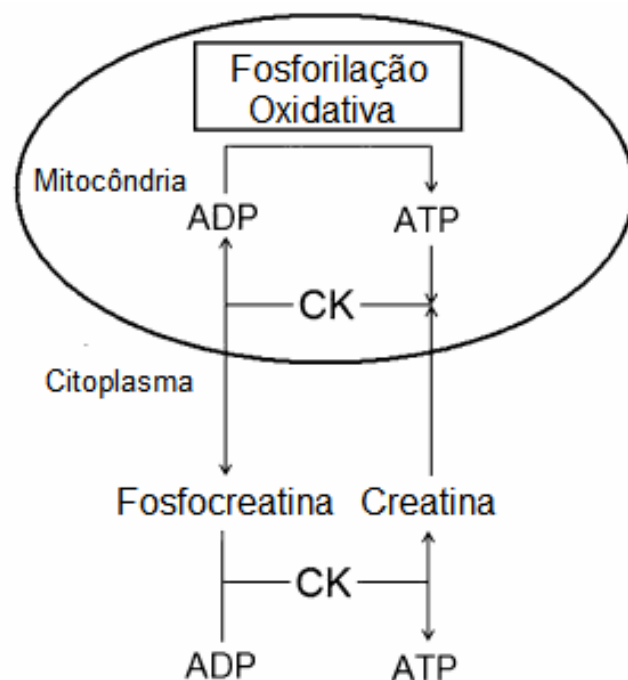 Fosforilação
Oxidativa
Mitocôndria
ADP
ATP
CK
Citoplasma
Fosfocreatina
Creatina
CK
ADP
ATP